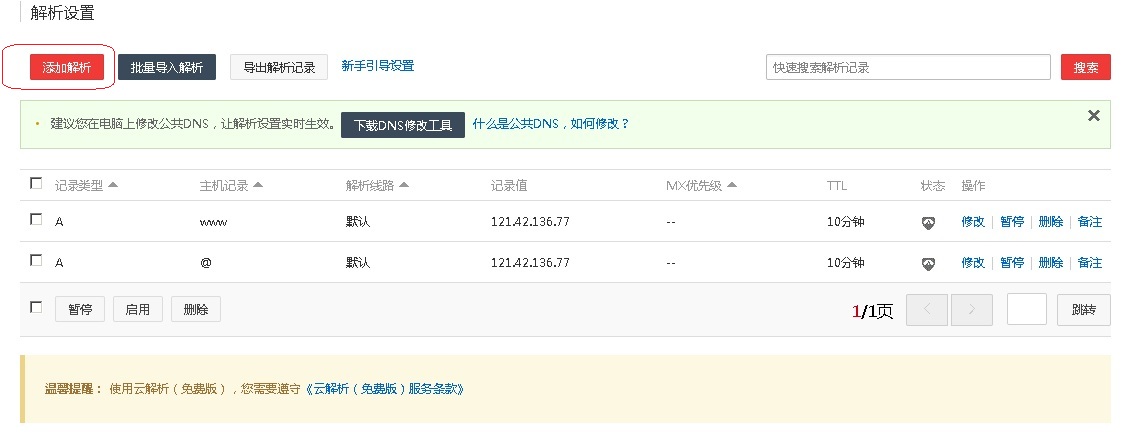 解析设置
添加解析 批量导入解析 导出解析记录 新手引导设置 快速搜索解析记录 搜索
建议您在电脑上修改公共DNS，让解析设置实时生效。 下载DNS修改工具 什么是公共DNS，如何修改？
记录类型 主机记录 解析线路 记录值 MX优先级 TTL 状态 操作
A www 默认 121.42.136.77 -- 10分钟 修改 暂停 删除 备注
A @ 默认 121.42.136.77 -- 10分钟 修改 暂停 删除 备注
暂停 启用 删除 1/1页 跳转
温馨提醒： 使用云解析（免费版），您需要遵守《云解析（免费版）服务条款》